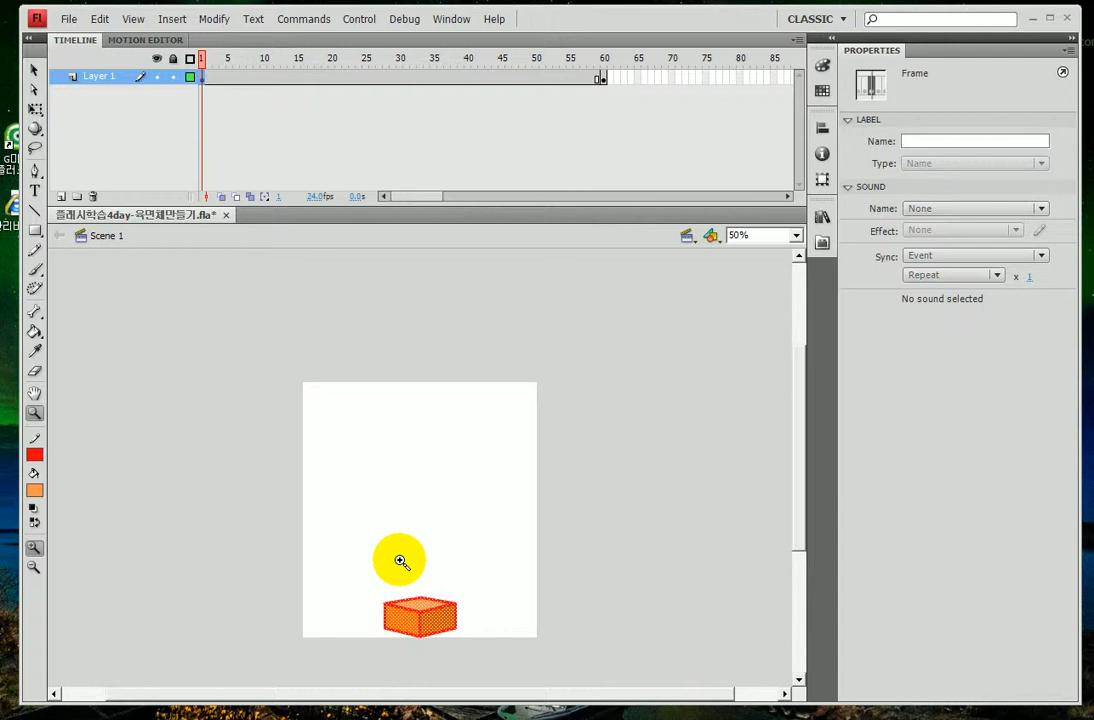 Fl File Edit View Insert Modify Text Commands Control Debug Window Help CLASSIC
TIMELINE MOTION EDITOR
PROPERTIES
1 5 10 15 20 25 30 35 40 45 50 55 60 65 70 75 80 85
Layer 1
Frame
LABEL
Name:
Type: Name
SOUND
1 24.0fps 0.0s
Name: None
플래시학습4day-육면체만들기.fla*
Effect: None
Scene 1
50%
Sync: Event
Repeat x 1
No sound selected
T